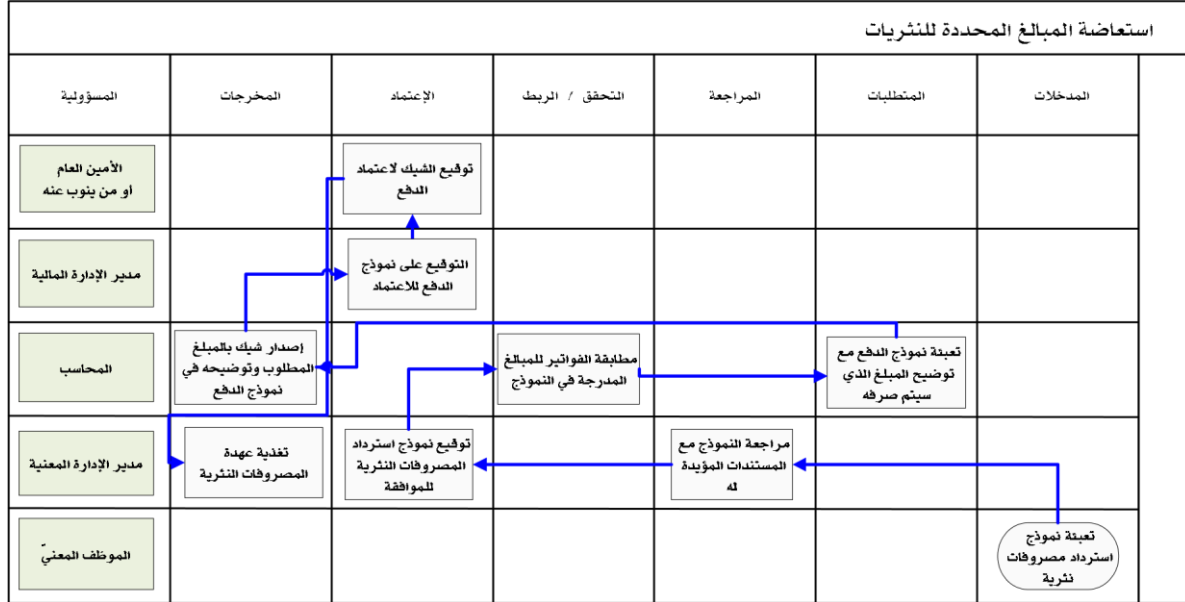 استعاضة المبالغ المحددة للنثريات
المدخلات
المتطلبات
المراجعة
التحقق / الربط
الإعتماد
المخرجات
المسؤولية
توقيع الشيك لاعتماد
الدفع
الأمين العام
او من ينوب عنه
التوقيع على نموذج
الدفع للاعتماد
مدير الإدارة المالية
تعبئة نموذج الدفع مع
توضيح المبلغ الذي
سيتم صرفه
مطابقة الفواتير للمبالغ
المدرجة في النموذج
إصدار شيك بالمبلغ
المطلوب وتوضيحه في
نموذج الدفع
المحاسب
مراجعة النموذج مع
المستندات المؤيدة
له
توقيع نموذج استرداد
المصروفات النثرية
للموافقة
تغذية عهدة
المصروفات النثرية
مدير الإدارة المعنية
تعبئة نموذج
استرداد مصروفات
نثرية
الموظف المعنيّ